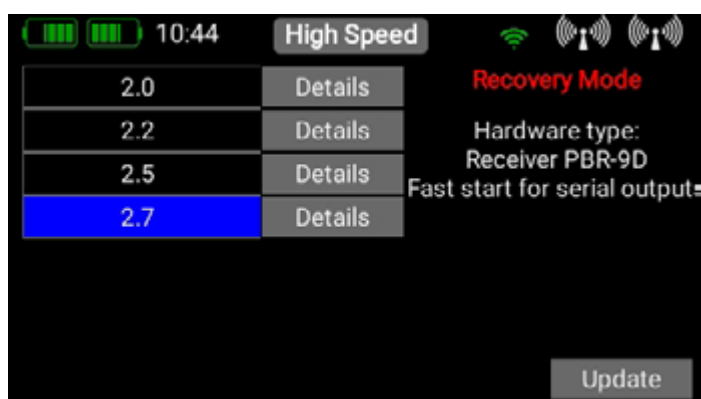 10:44 High Speed
2.0 Details
2.2 Details
2.5 Details
2.7 Details
Recovery Mode
Hardware type:
Receiver PBR-9D
Fast start for serial output
Update